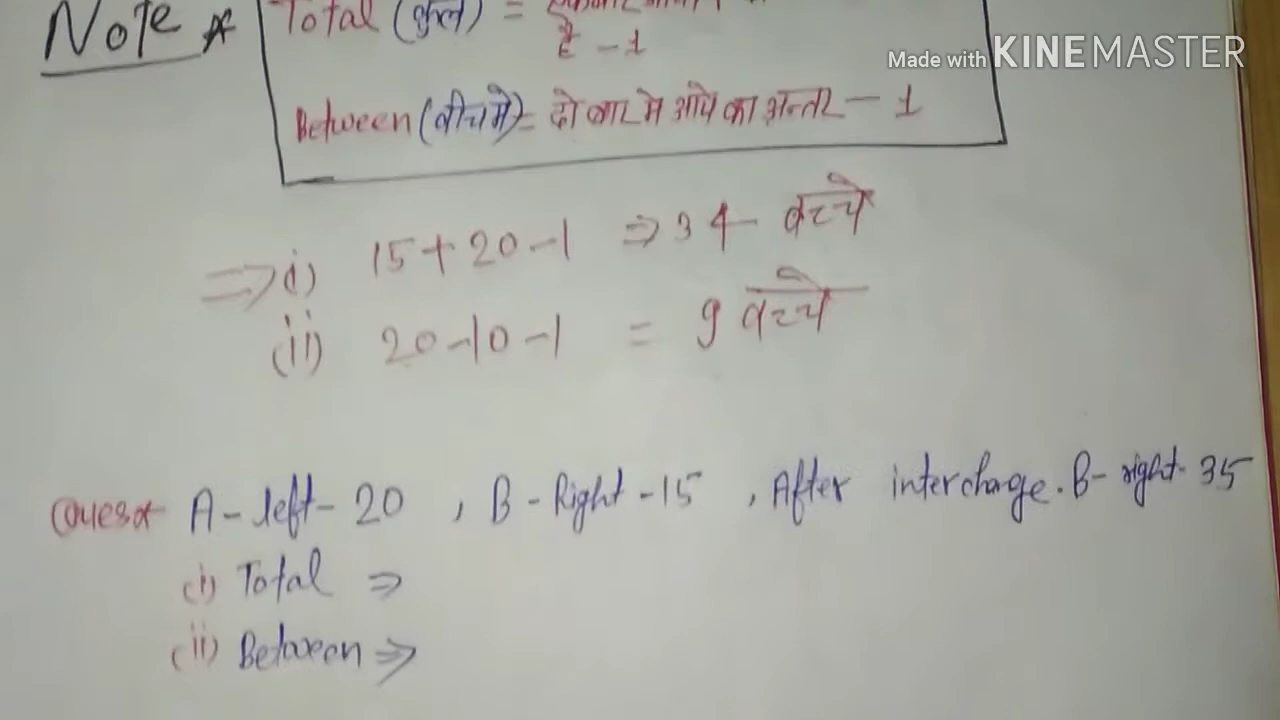 Note *
Total (कुल) =
है - 1
Made with KINEMASTER
Between (बीच में) = दो बार मे आये का अन्तर - 1
⇒ (i) 15+20-1 ⇒ 34 बच्चे
(ii) 20-10-1 = 9 बच्चे
Ques* A-left-20 , B-Right-15 , After interchange. B-right-35
(i) Total ⇒
(ii) Between ⇒